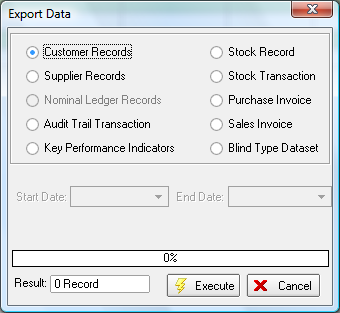 Export Data
Customer Records
Stock Record
Supplier Records
Stock Transaction
Nominal Ledger Records
Purchase Invoice
Audit Trail Transaction
Sales Invoice
Key Performance Indicators
Blind Type Dataset
Start Date:
End Date:
0%
Result: 0 Record
Execute
Cancel